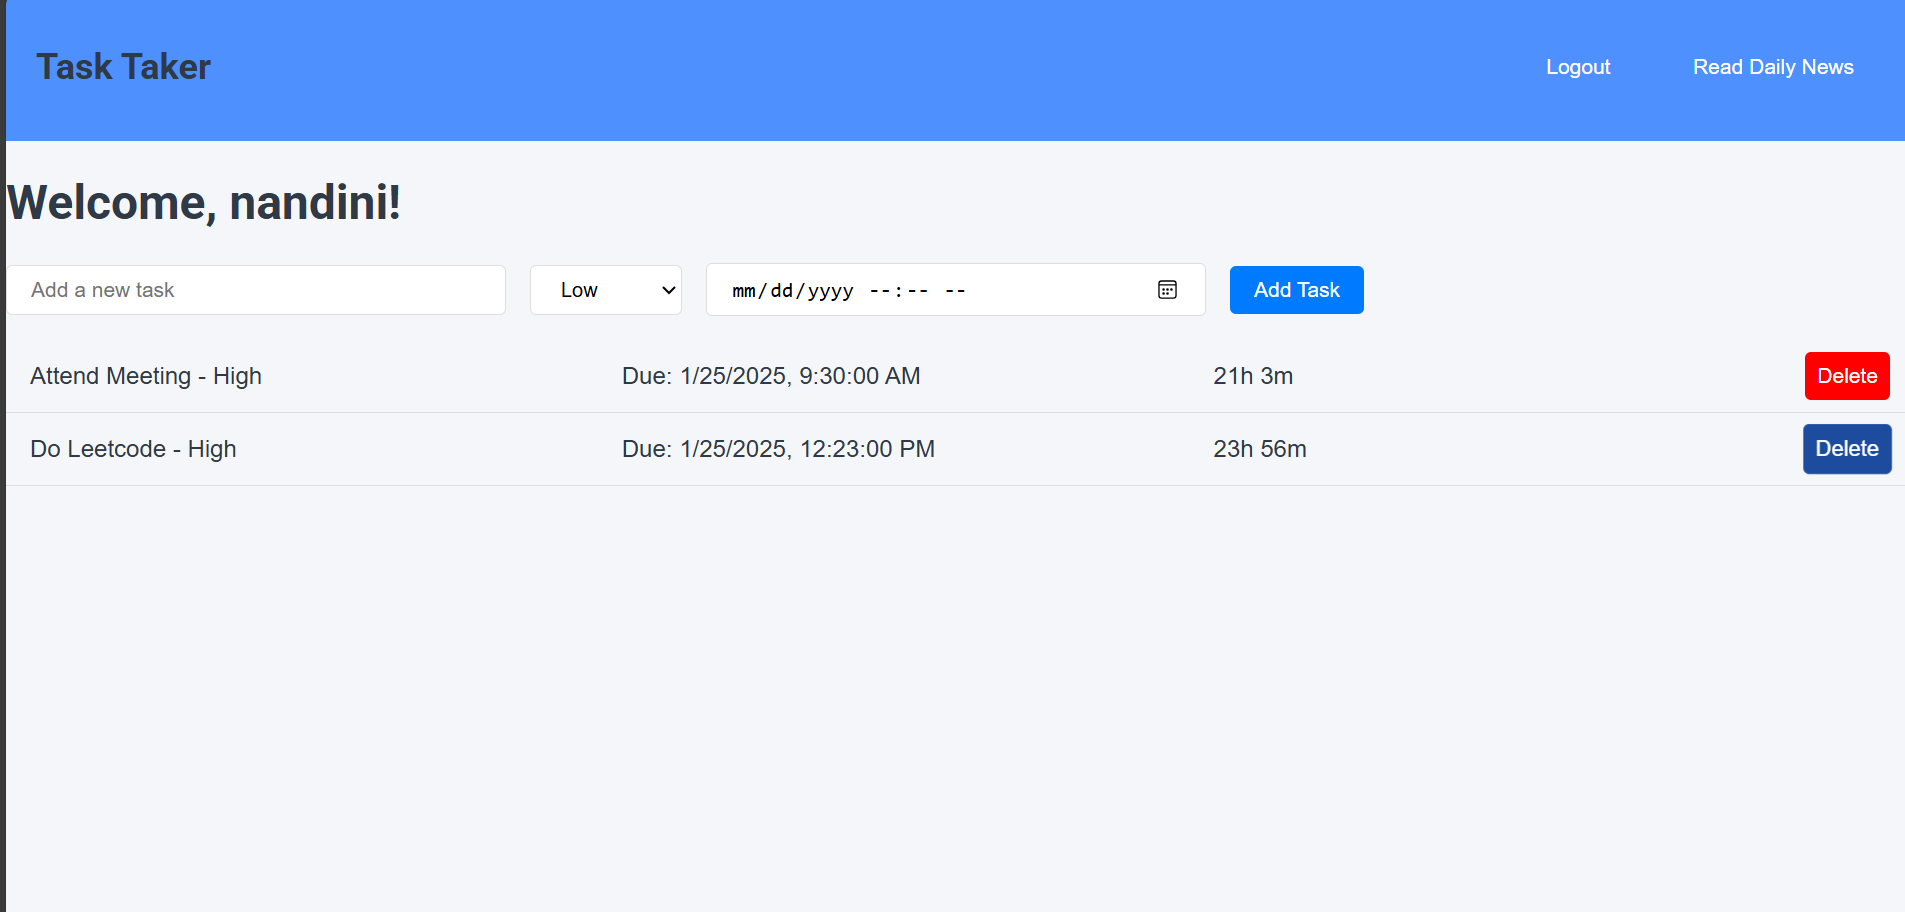 Task Taker Logout Read Daily News
Welcome, nandini!
Add a new task Low mm/dd/yyyy --:-- -- Add Task
Attend Meeting - High Due: 1/25/2025, 9:30:00 AM 21h 3m Delete
Do Leetcode - High Due: 1/25/2025, 12:23:00 PM 23h 56m Delete